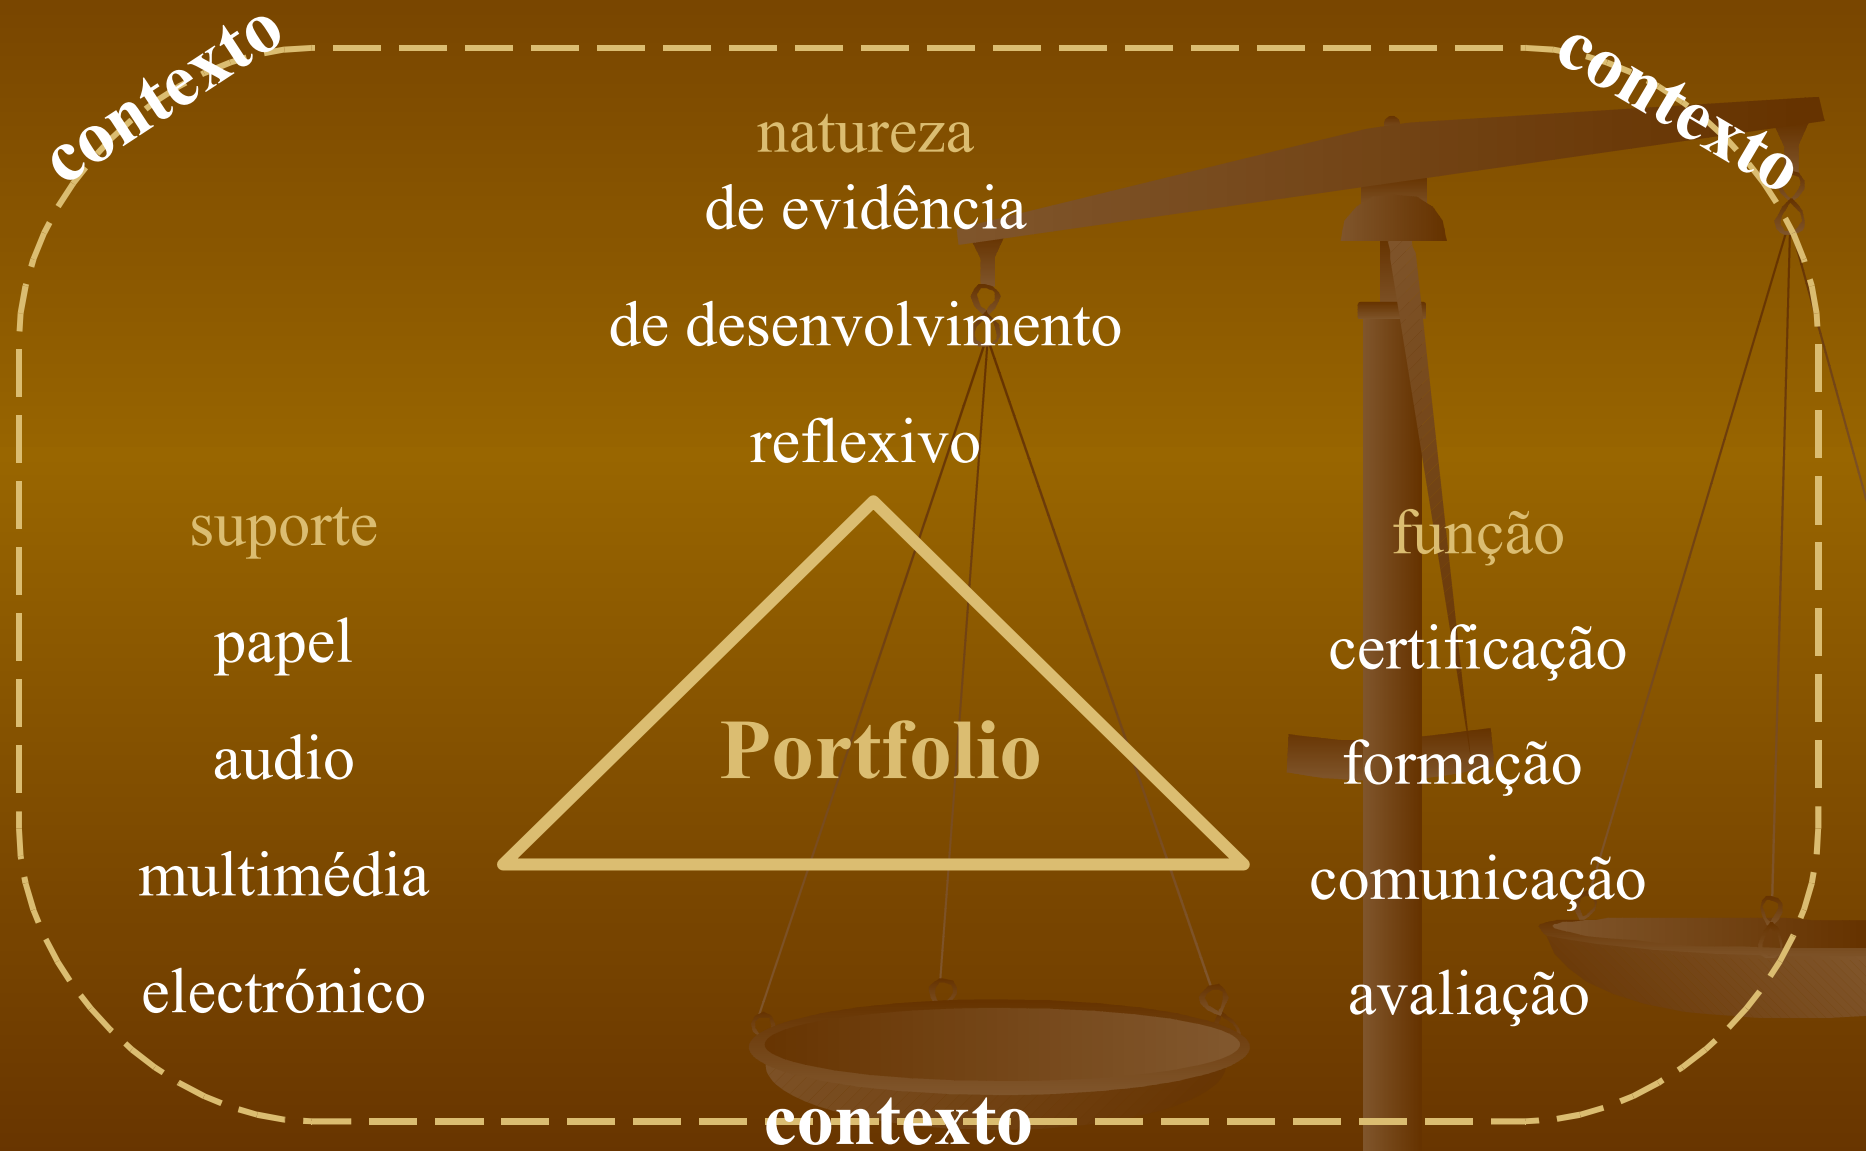 contexto
contexto
natureza
de evidência
de desenvolvimento
reflexivo
suporte
papel
audio
multimédia
electrónico
Portfolio
função
certificação
formação
comunicação
avaliação
contexto